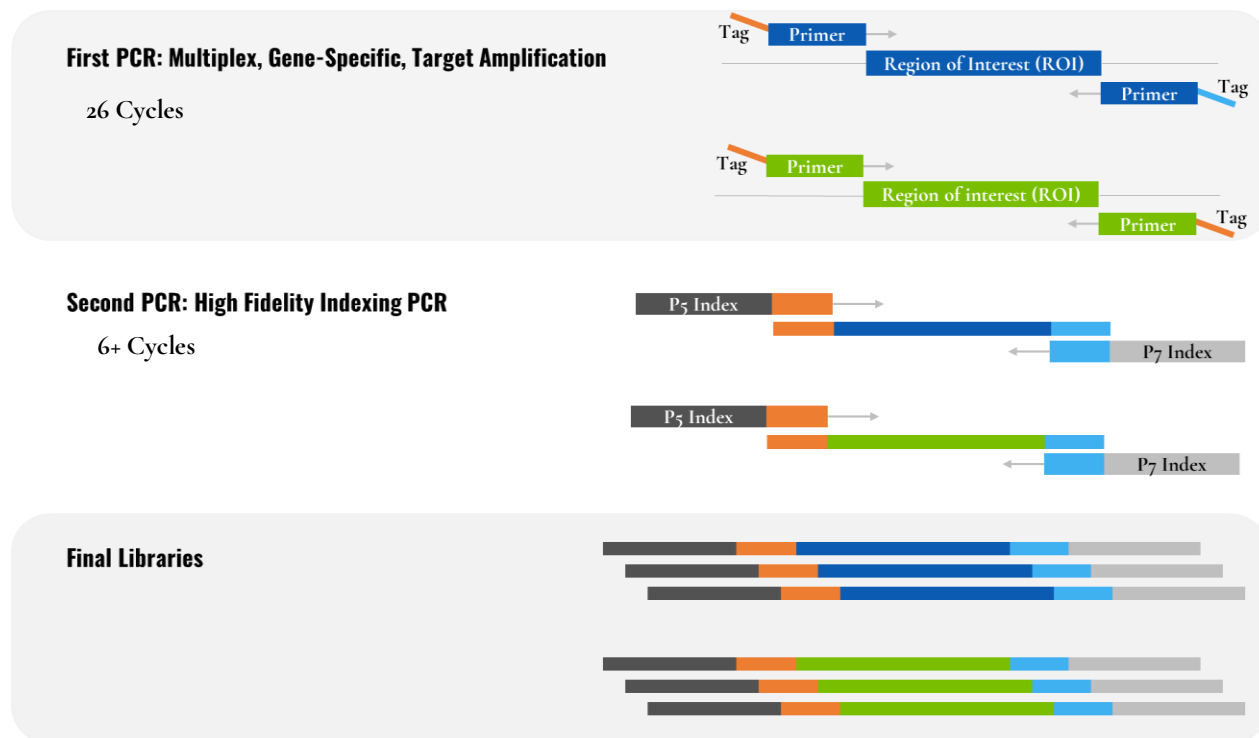 First PCR: Multiplex, Gene-Specific, Target Amplification
26 Cycles
Tag
Primer
Region of Interest (ROI)
Primer
Tag
Tag
Primer
Region of interest (ROI)
Primer
Tag
Second PCR: High Fidelity Indexing PCR
6+ Cycles
P5 Index
P7 Index
P5 Index
P7 Index
Final Libraries